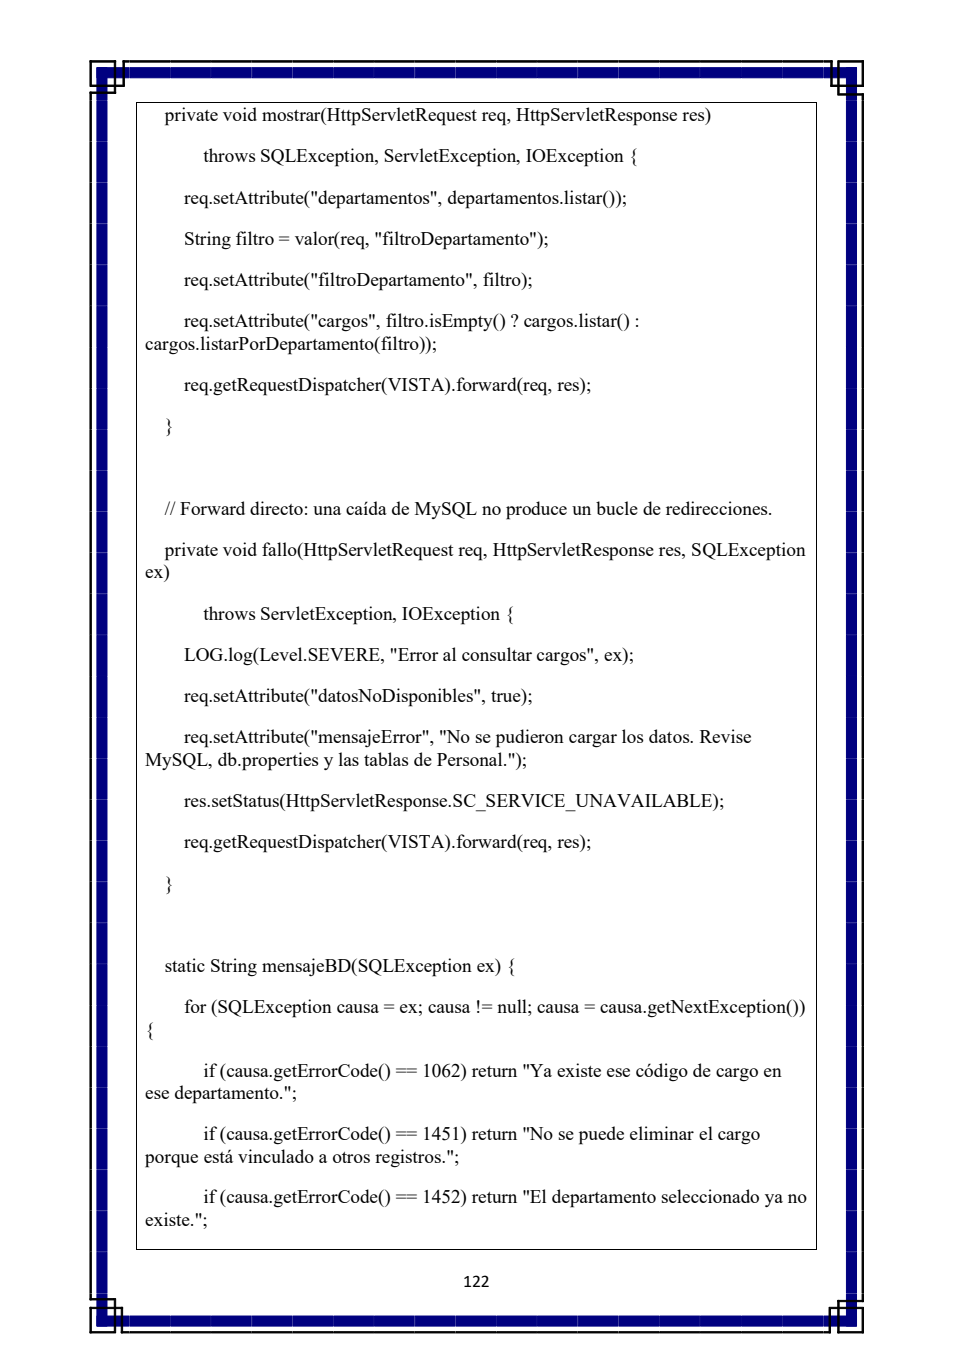 private void mostrar(HttpServletRequest req, HttpServletResponse res)
throws SQLException, ServletException, IOException {
req.setAttribute("departamentos", departamentos.listar());
String filtro = valor(req, "filtroDepartamento");
req.setAttribute("filtroDepartamento", filtro);
req.setAttribute("cargos", filtro.isEmpty() ? cargos.listar() :
cargos.listarPorDepartamento(filtro));
req.getRequestDispatcher(VISTA).forward(req, res);
}
// Forward directo: una caída de MySQL no produce un bucle de redirecciones.
private void fallo(HttpServletRequest req, HttpServletResponse res, SQLException
ex)
throws ServletException, IOException {
LOG.log(Level.SEVERE, "Error al consultar cargos", ex);
req.setAttribute("datosNoDisponibles", true);
req.setAttribute("mensajeError", "No se pudieron cargar los datos. Revise
MySQL, db.properties y las tablas de Personal.");
res.setStatus(HttpServletResponse.SC_SERVICE_UNAVAILABLE);
req.getRequestDispatcher(VISTA).forward(req, res);
}
static String mensajeBD(SQLException ex) {
for (SQLException causa = ex; causa != null; causa = causa.getNextException())
{
if (causa.getErrorCode() == 1062) return "Ya existe ese código de cargo en
ese departamento.";
if (causa.getErrorCode() == 1451) return "No se puede eliminar el cargo
porque está vinculado a otros registros.";
if (causa.getErrorCode() == 1452) return "El departamento seleccionado ya no
existe.";
122